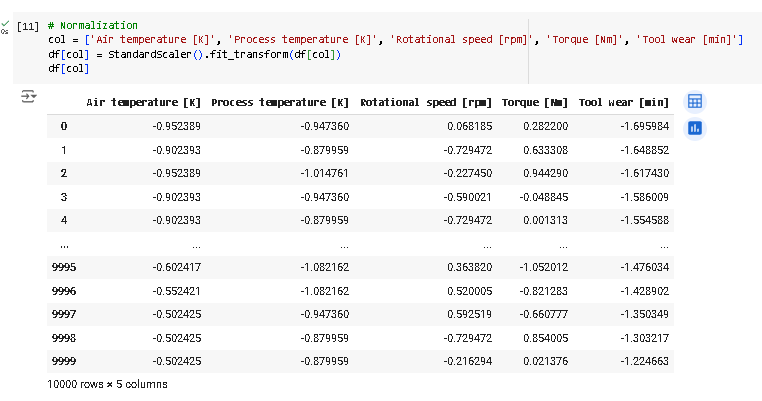 [11] # Normalization
col = ['Air temperature [K]', 'Process temperature [K]', 'Rotational speed [rpm]', 'Torque [Nm]', 'Tool wear [min]']
0s df[col] = StandardScaler().fit_transform(df[col])
df[col]
Air temperature [K] Process temperature [K] Rotational speed [rpm] Torque [Nm] Tool wear [min]
0 -0.952389 -0.947360 0.068185 0.282200 -1.695984
1 -0.902393 -0.879959 -0.729472 0.633308 -1.648852
2 -0.952389 -1.014761 -0.227450 0.944290 -1.617430
3 -0.902393 -0.947360 -0.590021 -0.048845 -1.586009
4 -0.902393 -0.879959 -0.729472 0.001313 -1.554588
... ... ... ... ... ...
9995 -0.602417 -1.082162 0.363820 -1.052012 -1.476034
9996 -0.552421 -1.082162 0.520005 -0.821283 -1.428902
9997 -0.502425 -0.947360 0.592519 -0.660777 -1.350349
9998 -0.502425 -0.879959 -0.729472 0.854005 -1.303217
9999 -0.502425 -0.879959 -0.216294 0.021376 -1.224663
10000 rows × 5 columns